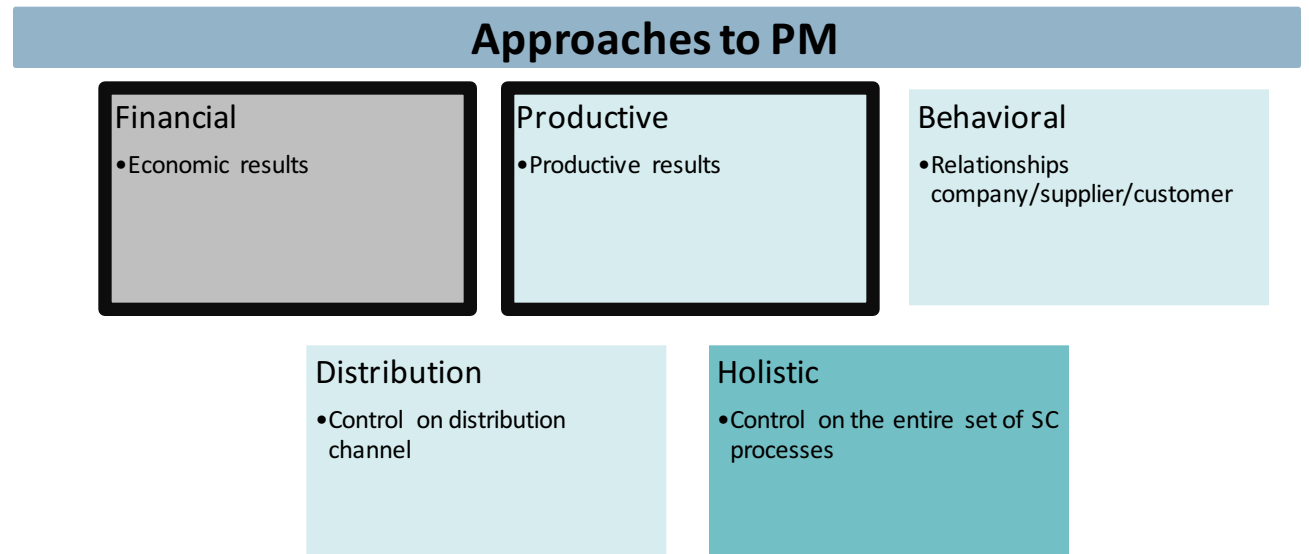 Approaches to PM
Financial
•Economic results
Productive
•Productive results
Behavioral
•Relationships
company/supplier/customer
Distribution
•Control on distribution
channel
Holistic
•Control on the entire set of SC
processes